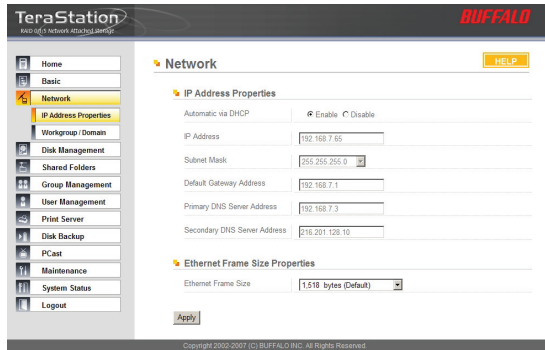 TeraStation
RAID 0/1/5 Network Attached storage
BUFFALO
Home
Basic
Network
IP Address Properties
Workgroup / Domain
Disk Management
Shared Folders
Group Management
User Management
Print Server
Disk Backup
PCast
Maintenance
System Status
Logout
Network
HELP
IP Address Properties
Automatic via DHCP
Enable
Disable
IP Address
192.168.7.65
Subnet Mask
255.255.255.0
Default Gateway Address
192.168.7.1
Primary DNS Server Address
192.168.7.3
Secondary DNS Server Address
216.201.128.10
Ethernet Frame Size Properties
Ethernet Frame Size
1,518 bytes (Default)
Apply
Copyright 2002-2007 (C) BUFFALO INC. All Rights Reserved.